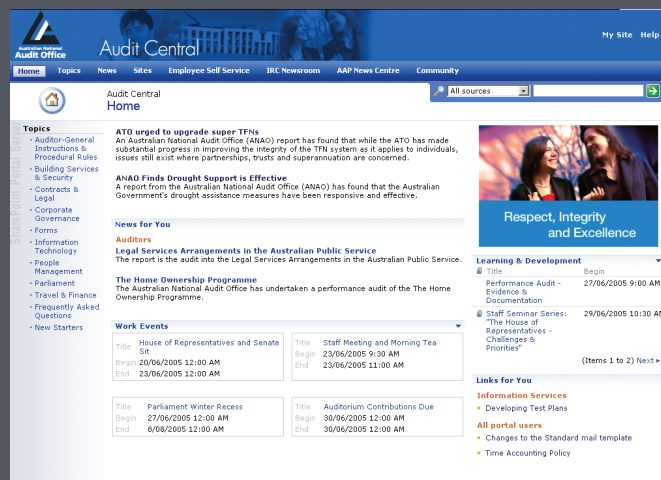 Australian National
Audit Office
Audit Central
My Site Help
Home Topics News Sites Employee Self Service IRC Newsroom AAP News Centre Community
Audit Central
Home
All sources
SharePoint Portal Server
Topics
Auditor-General
Instructions &
Procedural Rules
Building Services
& Security
Contracts &
Legal
Corporate
Governance
Forms
Information
Technology
People
Management
Parliament
Travel & Finance
Frequently Asked
Questions
New Starters
ATO urged to upgrade super TFNs
An Australian National Audit Office (ANAO) report has found that while the ATO has made
substantial progress in improving the integrity of the TFN system as it applies to individuals,
issues still exist where partnerships, trusts and superannuation are concerned.
ANAO Finds Drought Support is Effective
A report from the Australian National Audit Office (ANAO) has found that the Australian
Government's drought assistance measures have been responsive and effective.
News for You
Auditors
Legal Services Arrangements in the Australian Public Service
The report is the audit into the Legal Services Arrangements in the Australian Public Service.
The Home Ownership Programme
The Australian National Audit Office has undertaken a performance audit of the The Home
Ownership Programme.
Work Events
Title House of Representatives and Senate
Sit
Begin 20/06/2005 12:00 AM
End 23/06/2005 12:00 AM
Title Staff Meeting and Morning Tea
Begin 23/06/2005 9:30 AM
End 23/06/2005 11:00 AM
Title Parliament Winter Recess
Begin 27/06/2005 12:00 AM
End 8/08/2005 12:00 AM
Title Auditorium Contributions Due
Begin 30/06/2005 12:00 AM
End 30/06/2005 12:00 AM
Respect, Integrity
and Excellence
Learning & Development
Title Begin
Performance Audit - 27/06/2005 9:00 AM
Evidence &
Documentation
Staff Seminar Series: 29/06/2005 10:30 AM
"The House of
Representatives -
Challenges &
Priorities"
(Items 1 to 2) Next
Links for You
Information Services
Developing Test Plans
All portal users
Changes to the Standard mail template
Time Accounting Policy